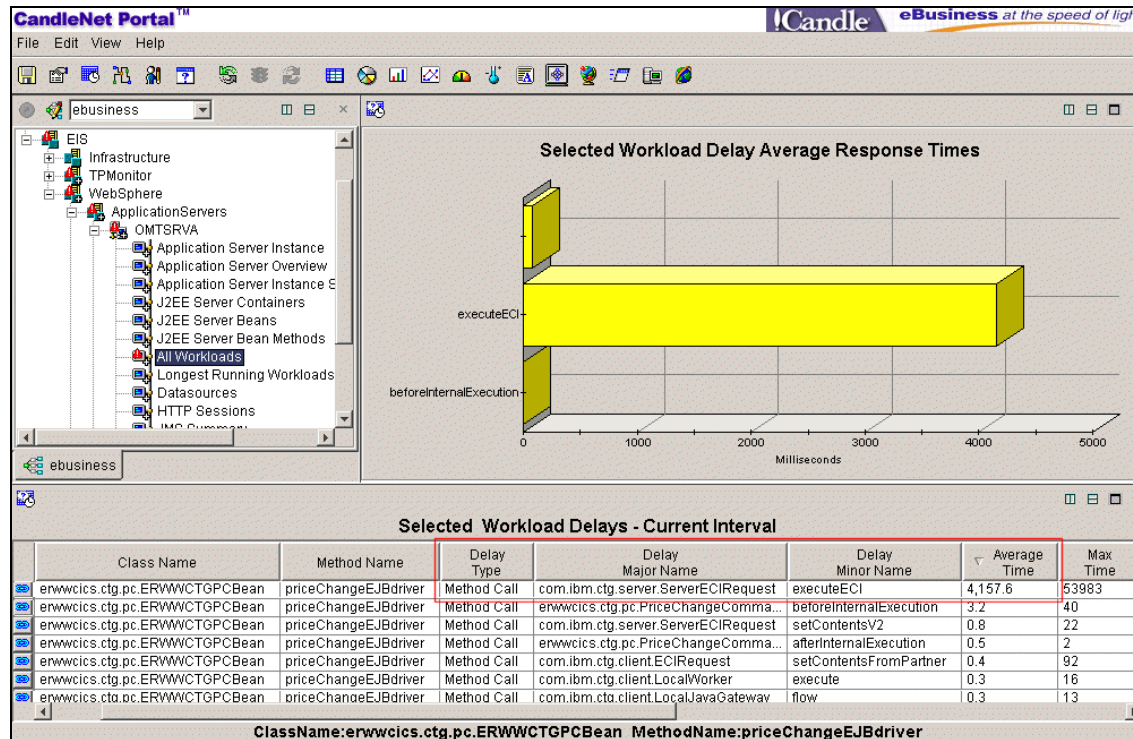 CandleNet Portal™
!Candle eBusiness at the speed of ligh
File Edit View Help
ebusiness
EIS
Infrastructure
TPMonitor
WebSphere
ApplicationServers
OMTSRVA
Application Server Instance
Application Server Overview
Application Server Instance S
J2EE Server Containers
J2EE Server Beans
J2EE Server Bean Methods
All Workloads
Longest Running Workloads
Datasources
HTTP Sessions
JMS Summary
ebusiness
Selected Workload Delay Average Response Times
executeECI
beforeInternalExecution
0 1000 2000 3000 4000 5000
Milliseconds
Selected Workload Delays - Current Interval
Class Name Method Name Delay Type Delay Major Name Delay Minor Name Average Time Max Time
erwwcics.ctg.pc.ERWWCTGPCBean priceChangeEJBdriver Method Call com.ibm.ctg.server.ServerECIRequest executeECI 4,157.6 53983
erwwcics.ctg.pc.ERWWCTGPCBean priceChangeEJBdriver Method Call erwwcics.ctg.pc.PriceChangeComma... beforeInternalExecution 3.2 40
erwwcics.ctg.pc.ERWWCTGPCBean priceChangeEJBdriver Method Call com.ibm.ctg.server.ServerECIRequest setContentsV2 0.8 22
erwwcics.ctg.pc.ERWWCTGPCBean priceChangeEJBdriver Method Call erwwcics.ctg.pc.PriceChangeComma... afterInternalExecution 0.5 2
erwwcics.ctg.pc.ERWWCTGPCBean priceChangeEJBdriver Method Call com.ibm.ctg.client.ECIRequest setContentsFromPartner 0.4 92
erwwcics.ctg.pc.ERWWCTGPCBean priceChangeEJBdriver Method Call com.ibm.ctg.client.LocalWorker execute 0.3 16
erwwcics.ctg.pc.ERWWCTGPCBean priceChangeEJBdriver Method Call com.ibm.ctg.client.LocalJavaGateway flow 0.3 13
ClassName:erwwcics.ctg.pc.ERWWCTGPCBean MethodName:priceChangeEJBdriver